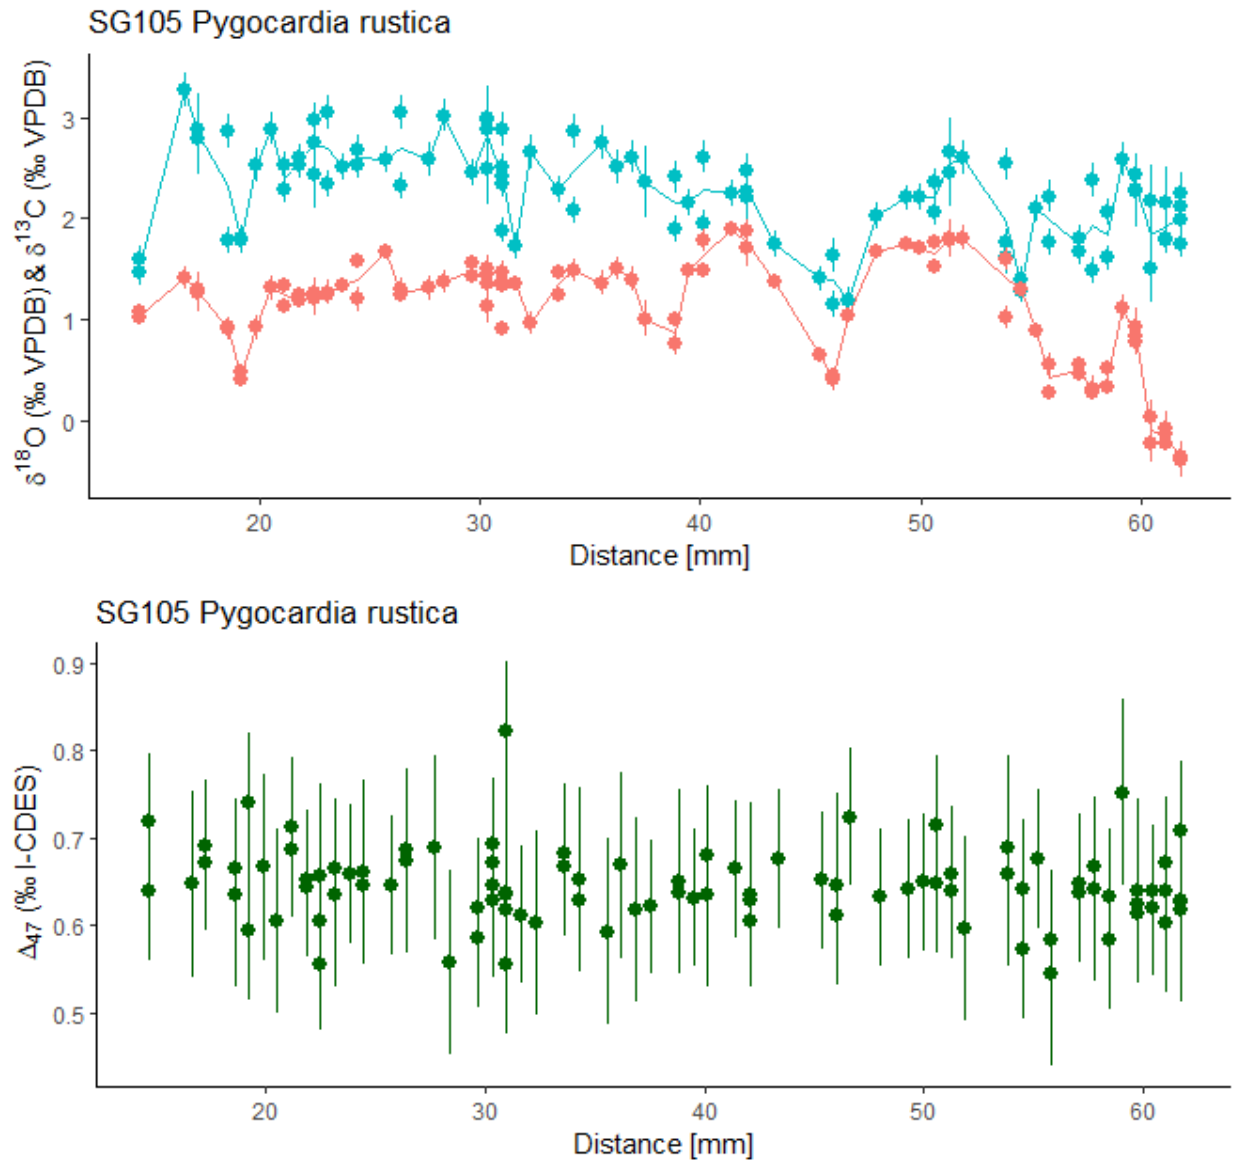 SG105 Pygocardia rustica
δ¹⁸O (‰ VPDB) & δ¹³C (‰ VPDB)
3
2
1
0
20 30 40 50 60
Distance [mm]
SG105 Pygocardia rustica
Δ₄₇ (‰ I-CDES)
0.9
0.8
0.7
0.6
0.5
20 30 40 50 60
Distance [mm]